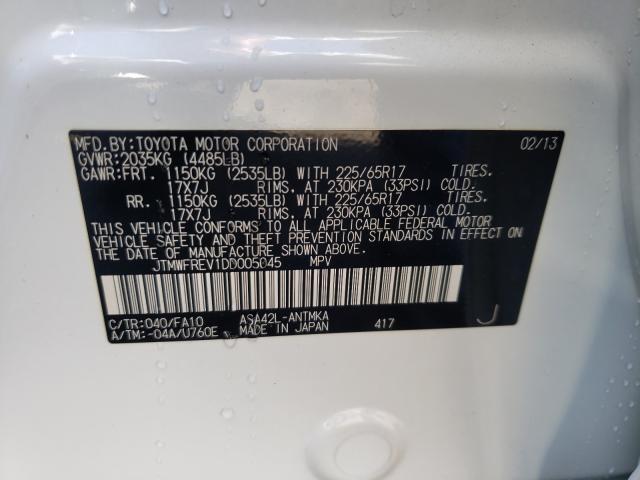 MFD. BY: TOYOTA MOTOR CORPORATION 02/13
GVWR: 2035KG (4485LB)
GAWR: FRT. 1150KG (2535LB) WITH 225/65R17 TIRES.
17X7J RIMS. AT 230KPA (33PSI) COLD.
RR. 1150KG (2535LB) WITH 225/65R17 TIRES.
17X7J RIMS. AT 230KPA (33PSI) COLD.
THIS VEHICLE CONFORMS TO ALL APPLICABLE FEDERAL MOTOR
VEHICLE SAFETY AND THEFT PREVENTION STANDARDS IN EFFECT ON
THE DATE OF MANUFACTURE SHOWN ABOVE.
JTMWFREV1DD005045 MPV
C/TR: 040/FA10 ASA42L-ANTMKA 417 J
A/TM: -04A/U760E MADE IN JAPAN